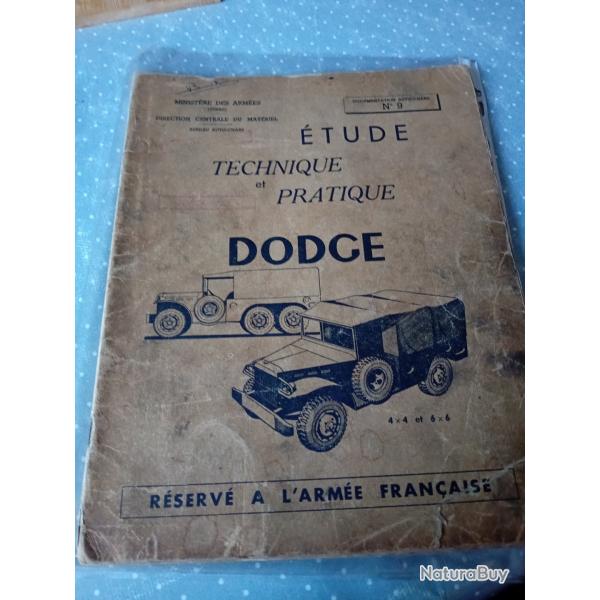 MINISTÈRE DES ARMÉES
DIRECTION CENTRALE DU MATÉRIEL
N° 9
ÉTUDE
TECHNIQUE
et
PRATIQUE
DODGE
4×4 et 6×6
RÉSERVÉ A L'ARMÉE FRANÇAISE
NaturaBuy